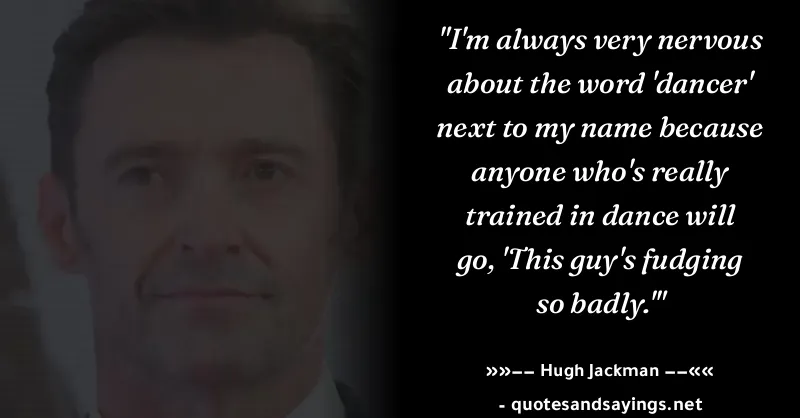 "I'm always very nervous
about the word 'dancer'
next to my name because
anyone who's really
trained in dance will
go, 'This guy's fudging
so badly.'"
»»–– Hugh Jackman ––««
- quotesandsayings.net